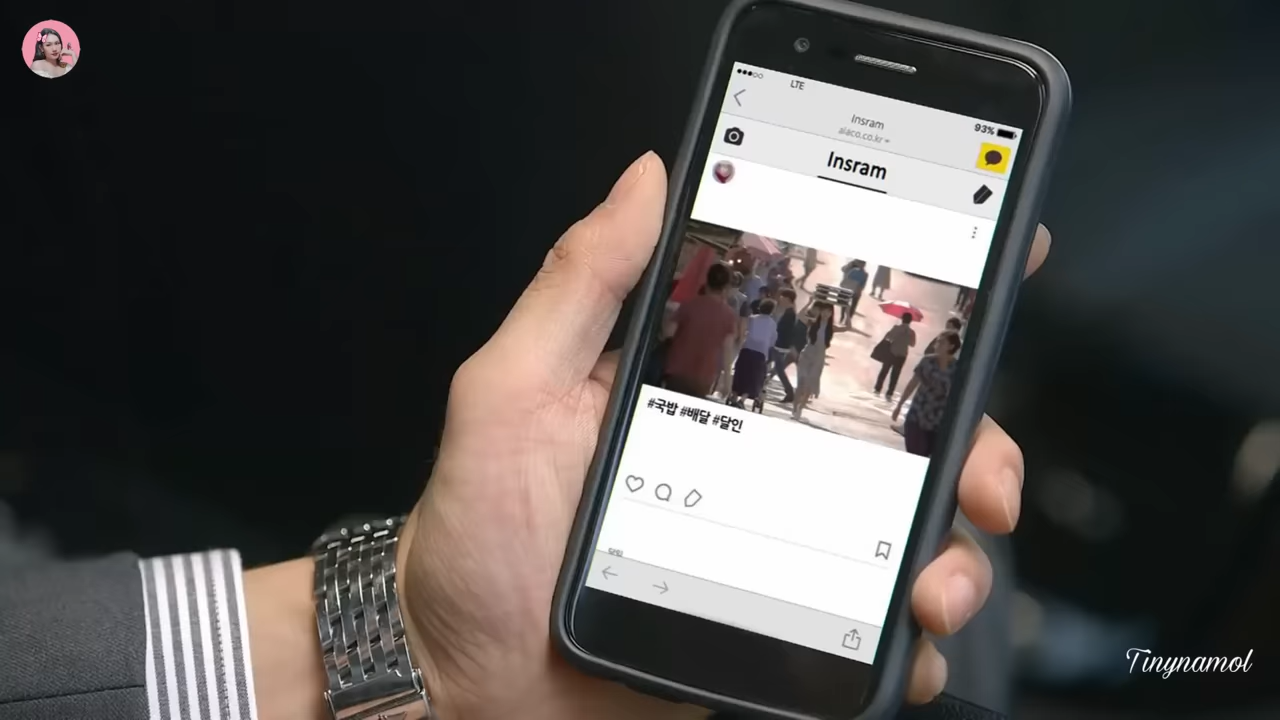 LTE
Insram
alaco.co.kr
93%
Insram
#국밥 #배달 #달인
Tinynamol